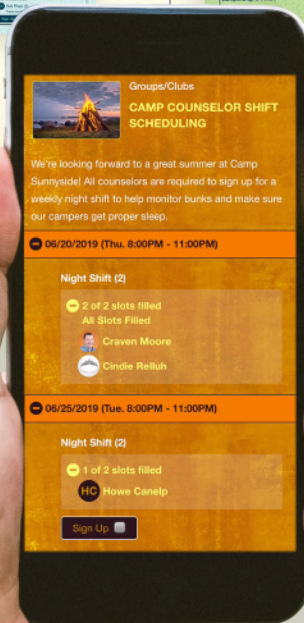 Groups/Clubs
CAMP COUNSELOR SHIFT
SCHEDULING
We're looking forward to a great summer at Camp
Sunnyside! All counselors are required to sign up for a
weekly night shift to help monitor bunks and make sure
our campers get proper sleep.
06/20/2019 (Thu. 8:00PM - 11:00PM)
Night Shift (2)
2 of 2 slots filled
All Slots Filled
Craven Moore
Cindie Relluh
06/25/2019 (Tue. 8:00PM - 11:00PM)
Night Shift (2)
1 of 2 slots filled
HC Howe Canelp
Sign Up